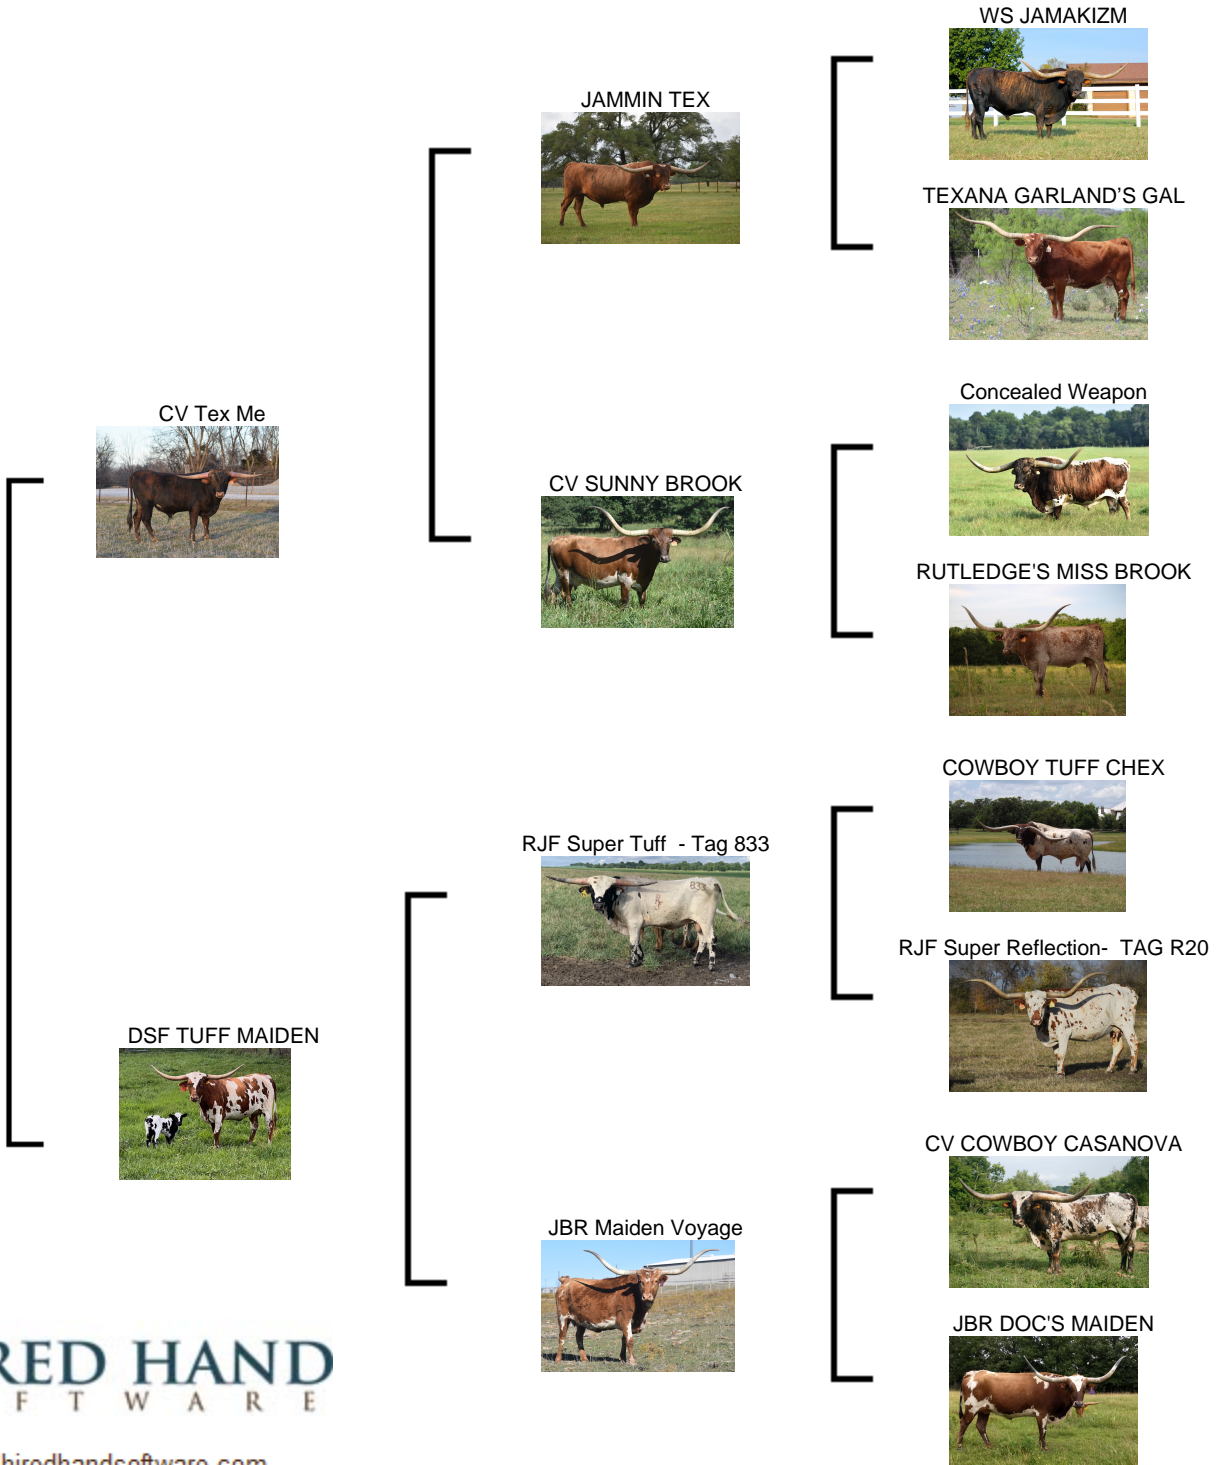 WS JAMAKIZM
JAMMIN TEX
TEXANA GARLAND'S GAL
Concealed Weapon
CV Tex Me
CV SUNNY BROOK
RUTLEDGE'S MISS BROOK
COWBOY TUFF CHEX
RJF Super Tuff - Tag 833
RJF Super Reflection- TAG R20
DSF TUFF MAIDEN
CV COWBOY CASANOVA
JBR Maiden Voyage
JBR DOC'S MAIDEN
RED HAND
F T W A R E
hiredhandsoftware.com